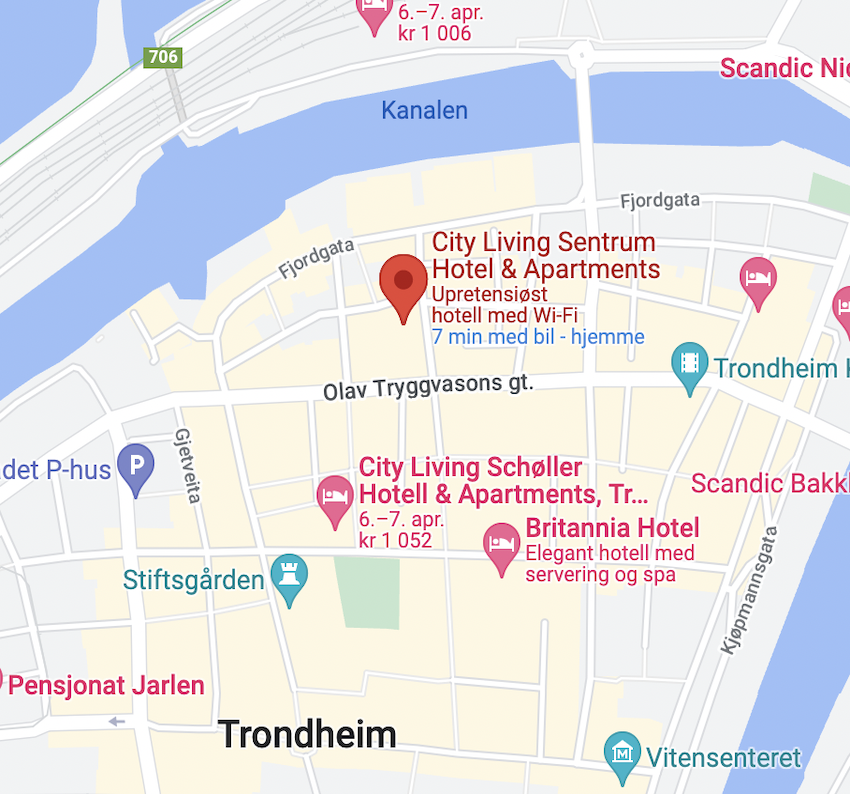 6.–7. apr.
kr 1 006
706
Scandic Nic
Kanalen
Fjordgata
Fjordgata
City Living Sentrum
Hotel & Apartments
Upretensiøst
hotell med Wi-Fi
7 min med bil - hjemme
Trondheim K
Olav Tryggvasons gt.
Gjetveita
det P-hus
P
City Living Schøller
Hotell & Apartments, Tr...
6.–7. apr.
kr 1 052
Scandic Bakkl
Britannia Hotel
Elegant hotell med
servering og spa
Stiftsgården
Kjøpmannsgata
Pensjonat Jarlen
Trondheim
M
Vitensenteret